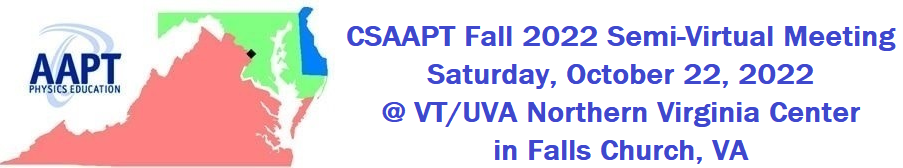 AAPT
PHYSICS EDUCATION
CSAAPT Fall 2022 Semi-Virtual Meeting
Saturday, October 22, 2022
@ VT/UVA Northern Virginia Center
in Falls Church, VA